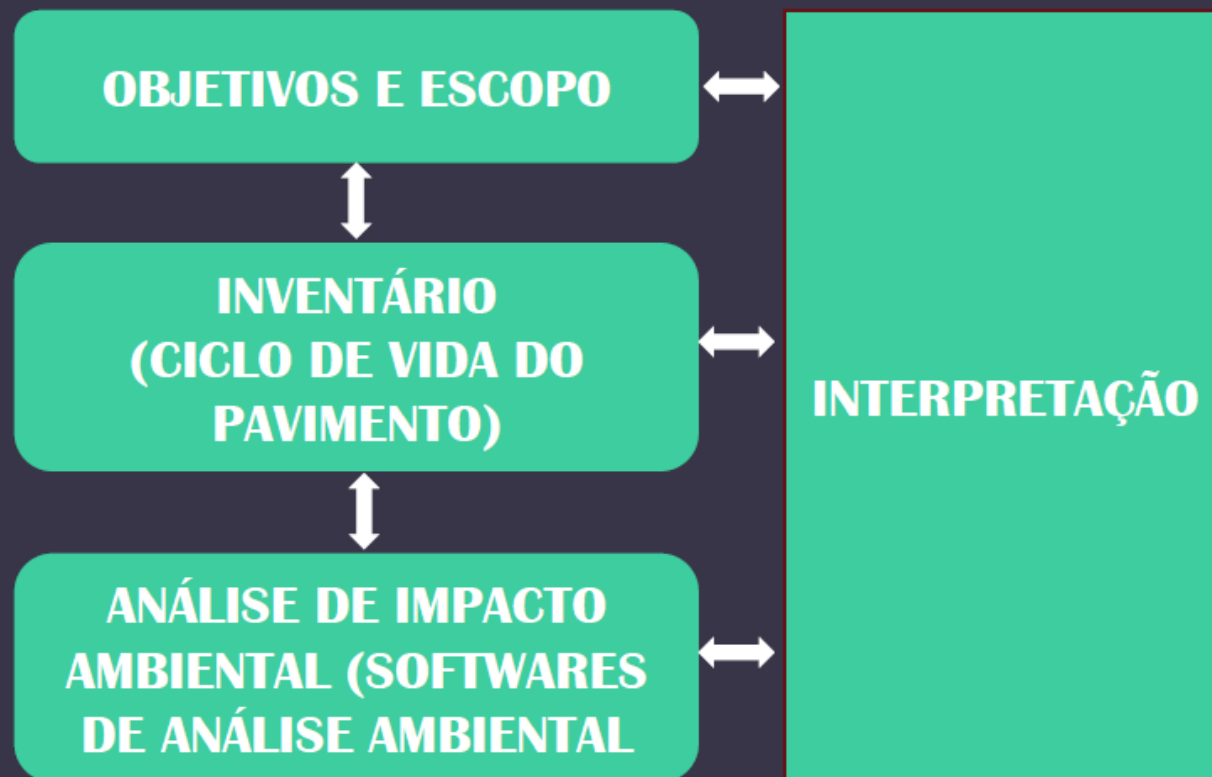 OBJETIVOS E ESCOPO
INVENTÁRIO
(CICLO DE VIDA DO
PAVIMENTO)
ANÁLISE DE IMPACTO
AMBIENTAL (SOFTWARES
DE ANÁLISE AMBIENTAL
INTERPRETAÇÃO